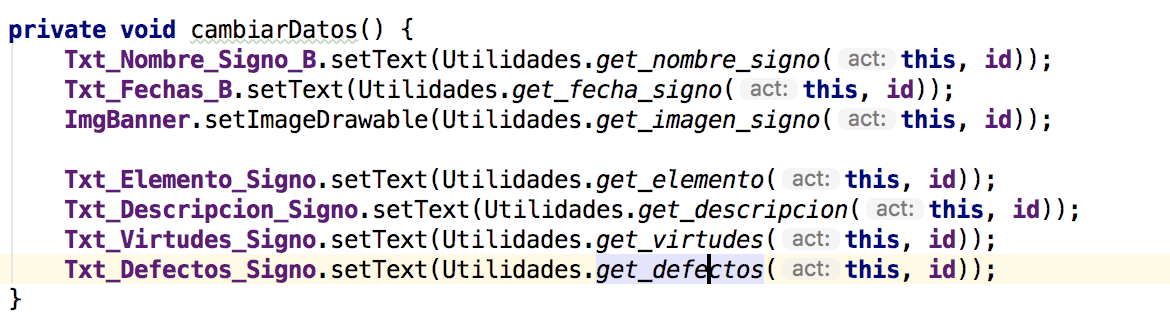 private void cambiarDatos() {
Txt_Nombre_Signo_B.setText(Utilidades.get_nombre_signo( act: this, id));
Txt_Fechas_B.setText(Utilidades.get_fecha_signo( act: this, id));
ImgBanner.setImageDrawable(Utilidades.get_imagen_signo( act: this, id));
Txt_Elemento_Signo.setText(Utilidades.get_elemento( act: this, id));
Txt_Descripcion_Signo.setText(Utilidades.get_descripcion( act: this, id));
Txt_Virtudes_Signo.setText(Utilidades.get_virtudes( act: this, id));
Txt_Defectos_Signo.setText(Utilidades.get_defectos( act: this, id));
}